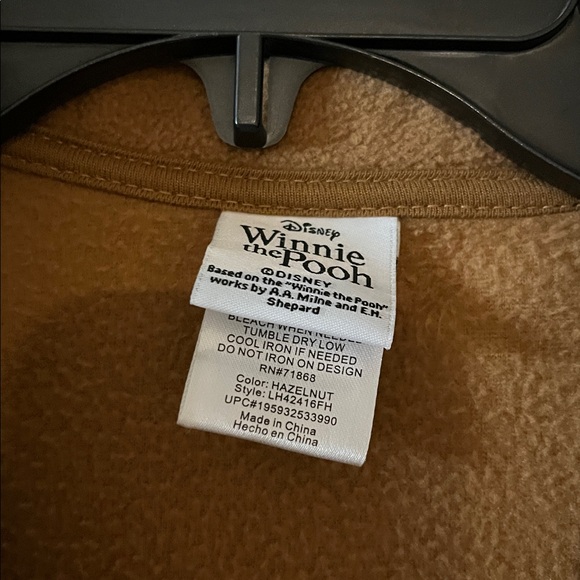 Disney
Winnie
the Pooh
©DISNEY
Based on the "Winnie the Pooh"
works by A.A. Milne and E.H.
Shepard
BLEACH WHEN NEEDED
TUMBLE DRY LOW
COOL IRON IF NEEDED
DO NOT IRON ON DESIGN
RN#71868
Color: HAZELNUT
Style: LH42416FH
UPC#195932533990
Made in China
Hecho en China